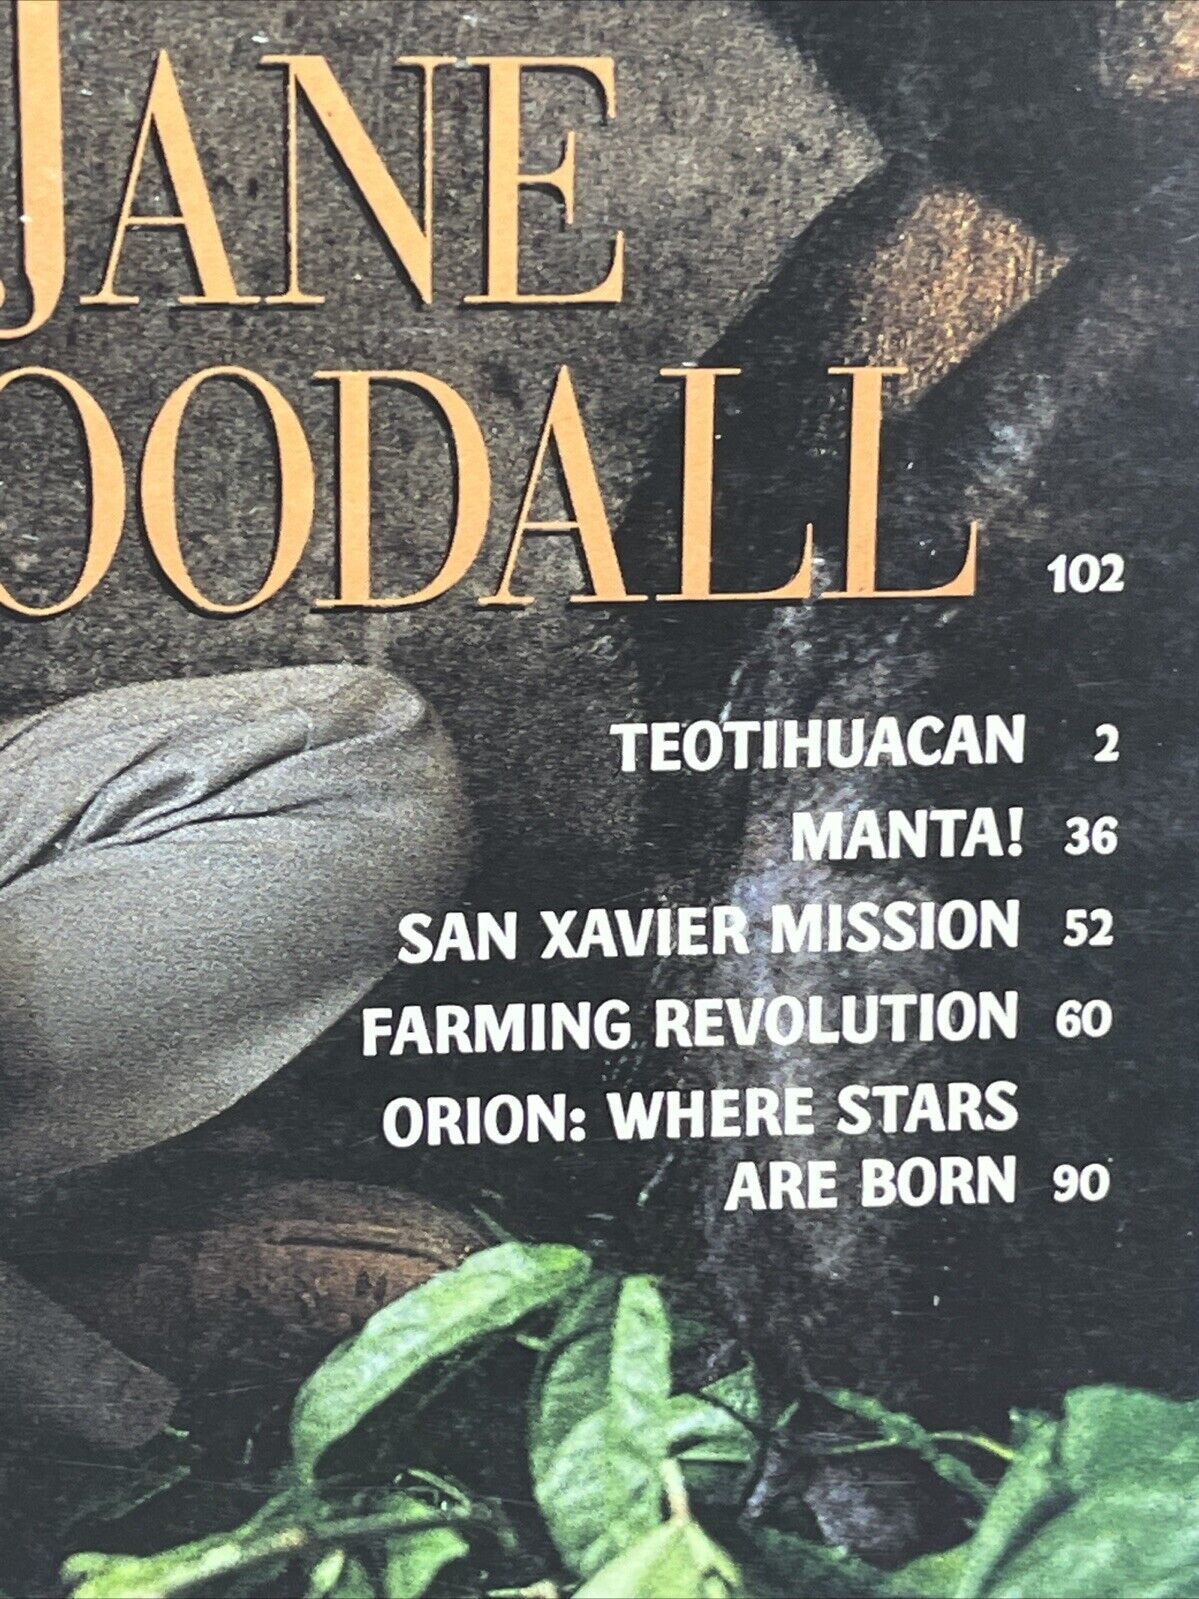 JANE
OODALL 102
TEOTIHUACAN 2
MANTA! 36
SAN XAVIER MISSION 52
FARMING REVOLUTION 60
ORION: WHERE STARS
ARE BORN 90